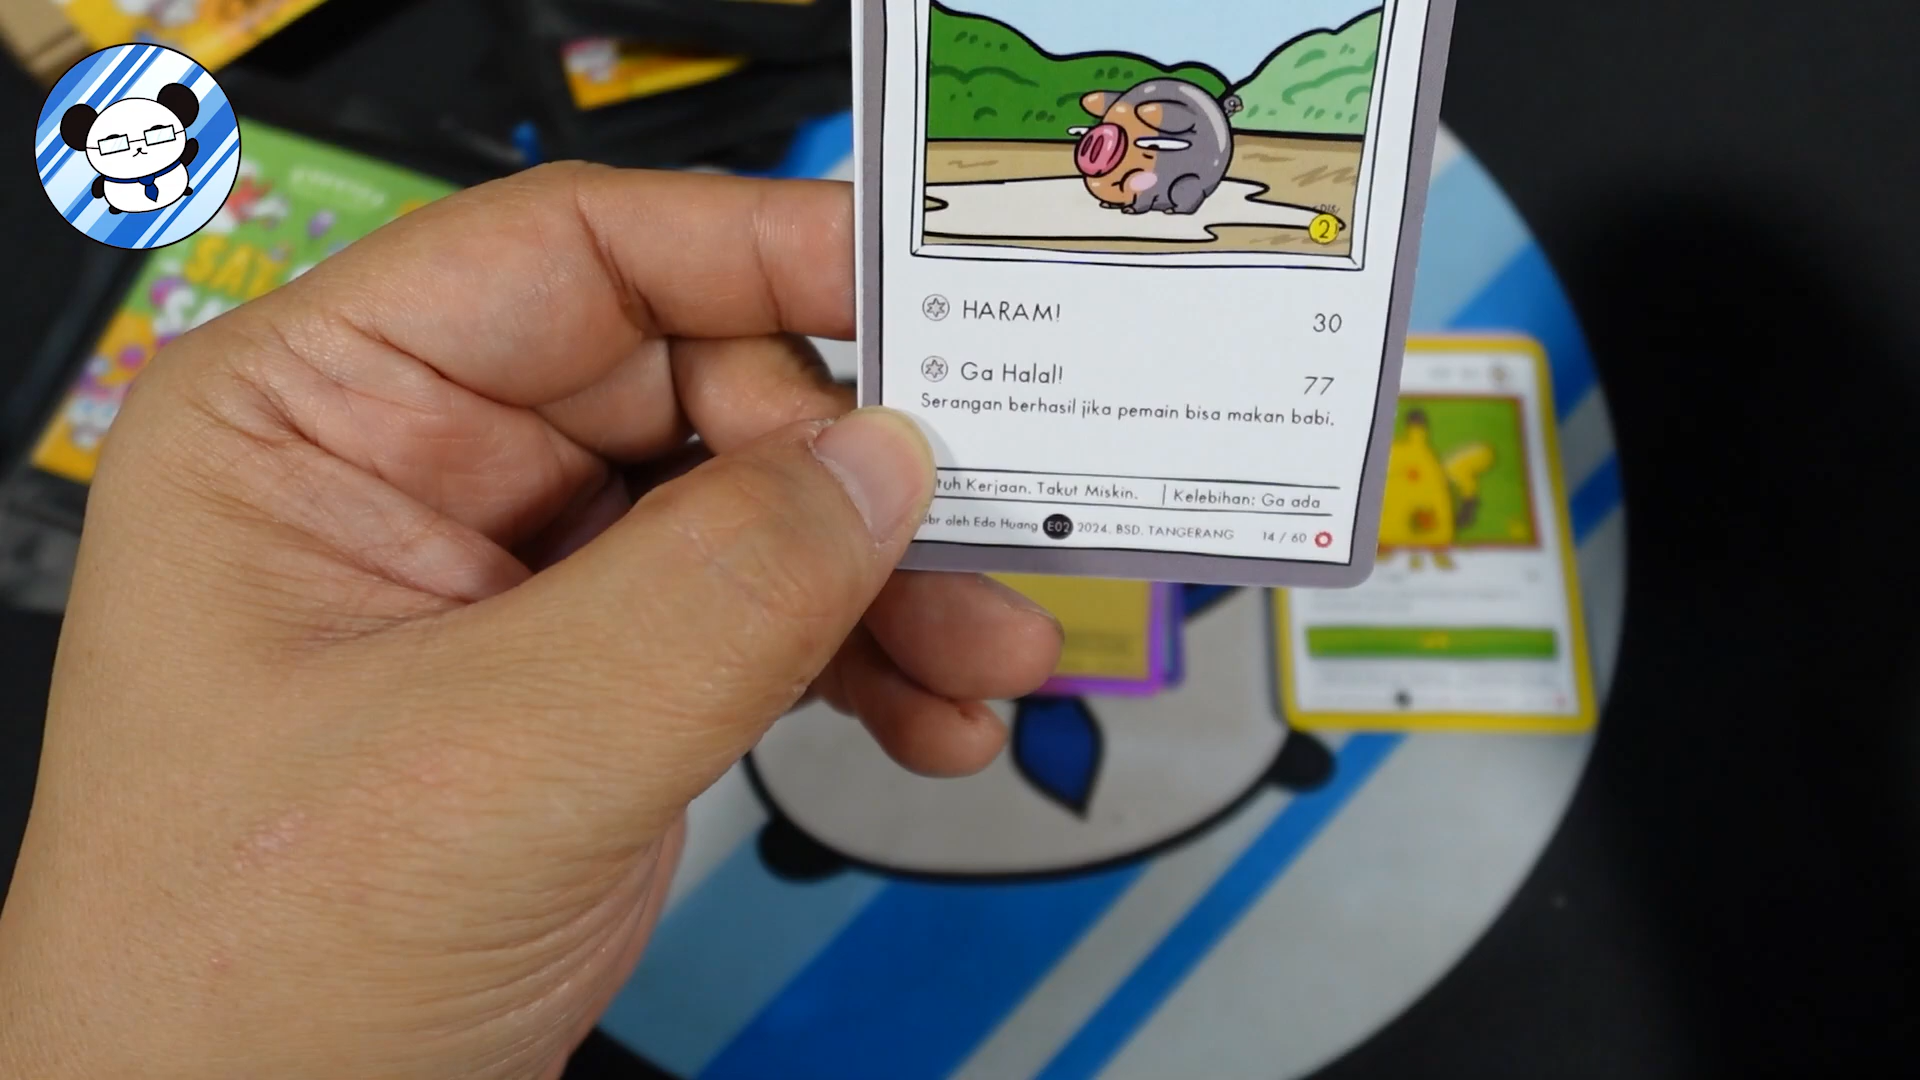 2
HARAM! 30
Ga Halal! 77
Serangan berhasil jika pemain bisa makan babi.
Kerjaan. Takut Miskin. | Kelebihan: Ga ada
oleh Edo Huang E02 2024. BSD. TANGERANG 14 / 60
SAT